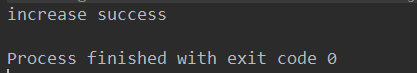 increase success
Process finished with exit code 0